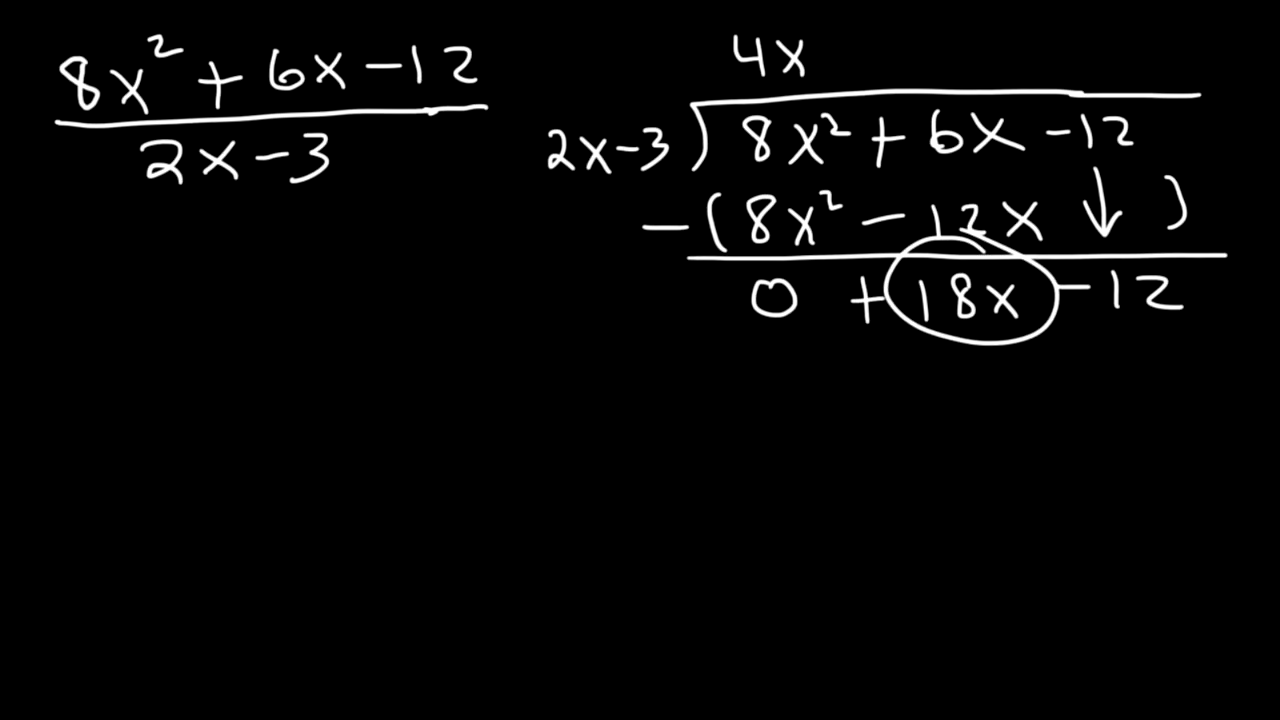 8x² + 6x - 12
2x - 3
4x
2x - 3 ) 8x² + 6x - 12
- ( 8x² - 12x ↓ )
0 + 18x - 12